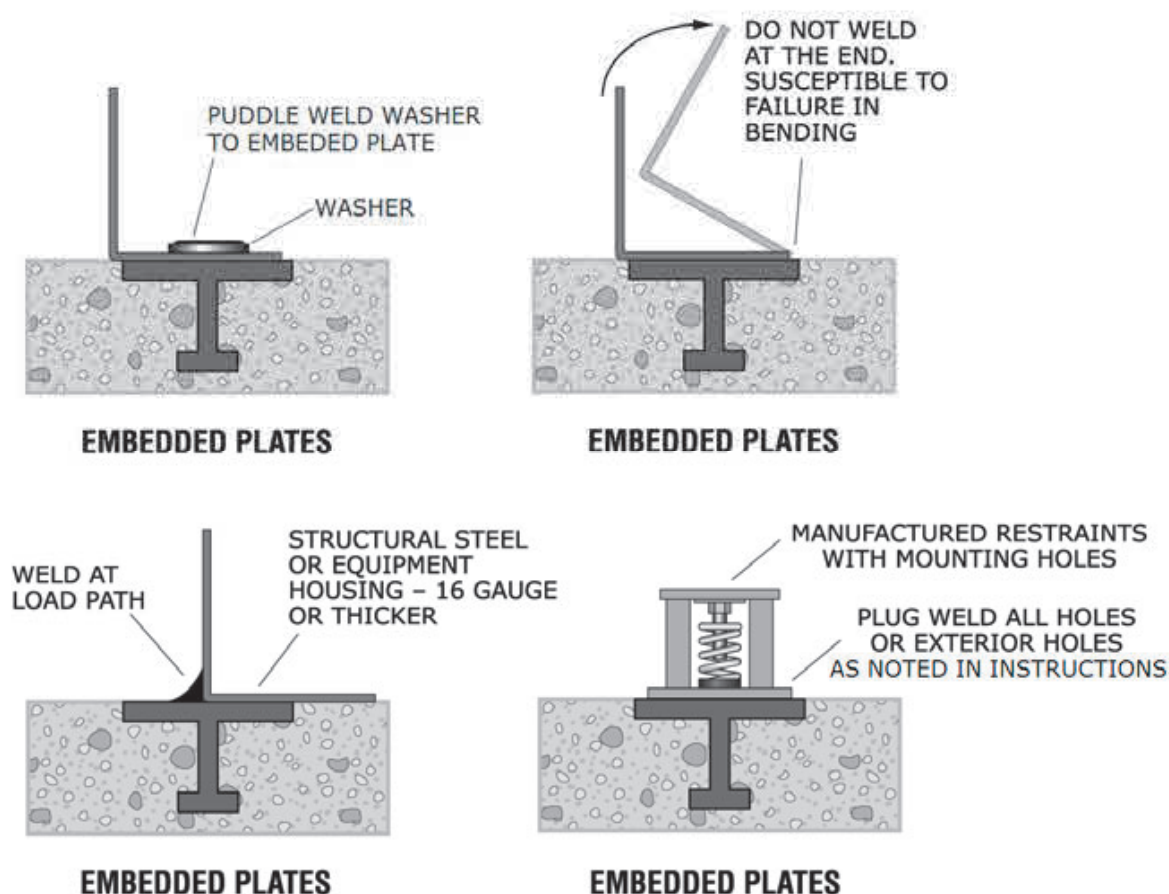 PUDDLE WELD WASHER
TO EMBEDED PLATE
WASHER
EMBEDDED PLATES
DO NOT WELD
AT THE END.
SUSCEPTIBLE TO
FAILURE IN
BENDING
EMBEDDED PLATES
WELD AT
LOAD PATH
STRUCTURAL STEEL
OR EQUIPMENT
HOUSING – 16 GAUGE
OR THICKER
EMBEDDED PLATES
MANUFACTURED RESTRAINTS
WITH MOUNTING HOLES
PLUG WELD ALL HOLES
OR EXTERIOR HOLES
AS NOTED IN INSTRUCTIONS
EMBEDDED PLATES